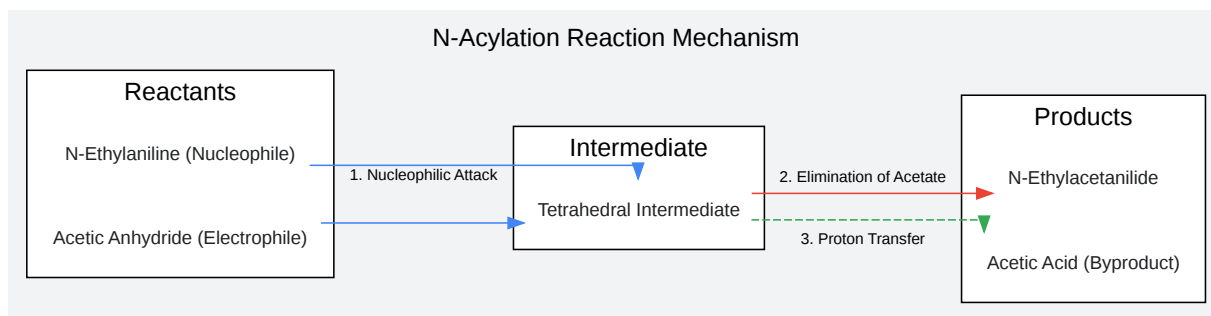 N-Acylation Reaction Mechanism
Reactants
N-Ethylaniline (Nucleophile)
Acetic Anhydride (Electrophile)
1. Nucleophilic Attack
Intermediate
Tetrahedral Intermediate
2. Elimination of Acetate
3. Proton Transfer
Products
N-Ethylacetanilide
Acetic Acid (Byproduct)